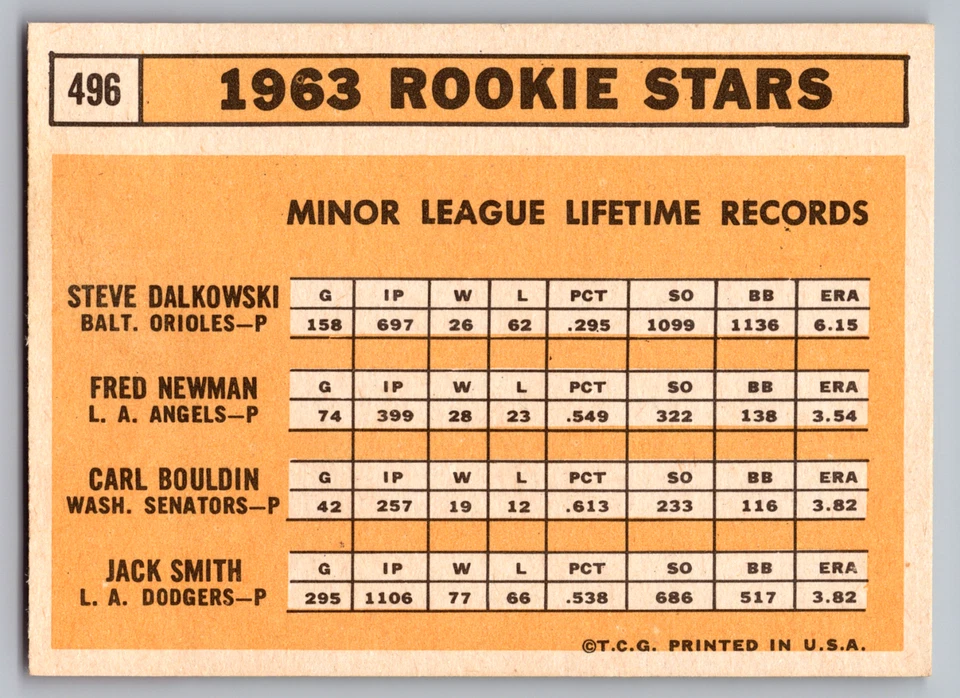 496 1963 ROOKIE STARS
MINOR LEAGUE LIFETIME RECORDS
STEVE DALKOWSKI G IP W L PCT SO BB ERA
BALT. ORIOLES—P 158 697 26 62 .295 1099 1136 6.15
FRED NEWMAN G IP W L PCT SO BB ERA
L. A. ANGELS—P 74 399 28 23 .549 322 138 3.54
CARL BOULDIN G IP W L PCT SO BB ERA
WASH. SENATORS—P 42 257 19 12 .613 233 116 3.82
JACK SMITH G IP W L PCT SO BB ERA
L. A. DODGERS—P 295 1106 77 66 .538 686 517 3.82
©T.C.G. PRINTED IN U.S.A.